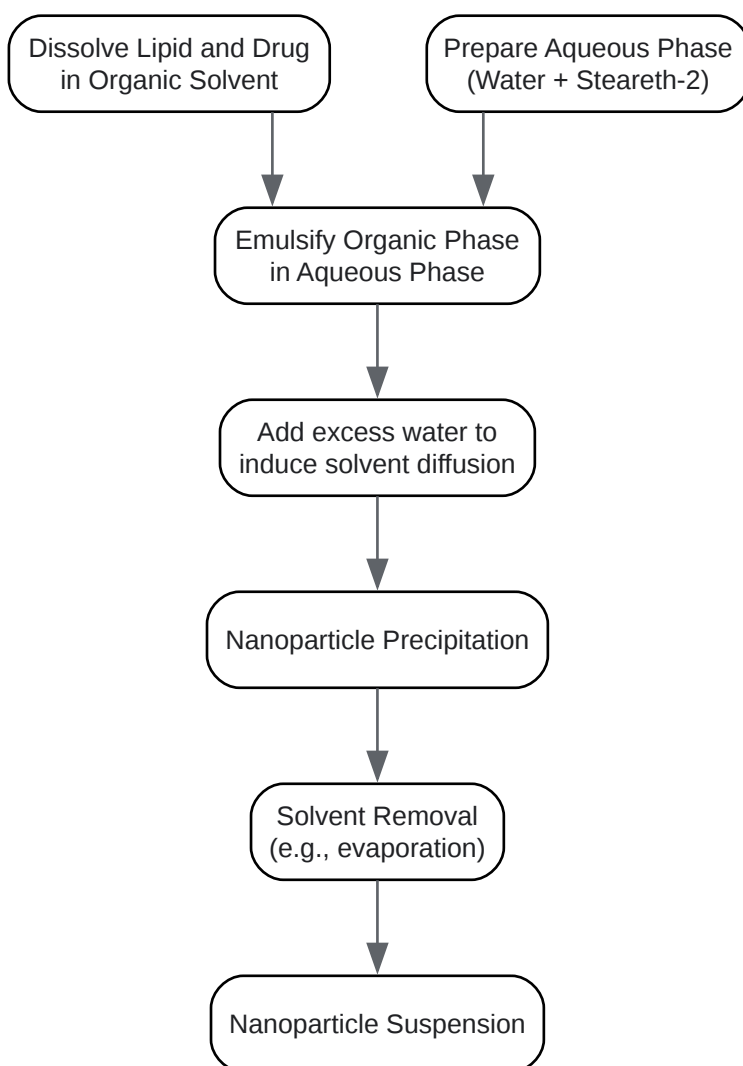 Dissolve Lipid and Drug
in Organic Solvent
Prepare Aqueous Phase
(Water + Steareth-2)
Emulsify Organic Phase
in Aqueous Phase
Add excess water to
induce solvent diffusion
Nanoparticle Precipitation
Solvent Removal
(e.g., evaporation)
Nanoparticle Suspension